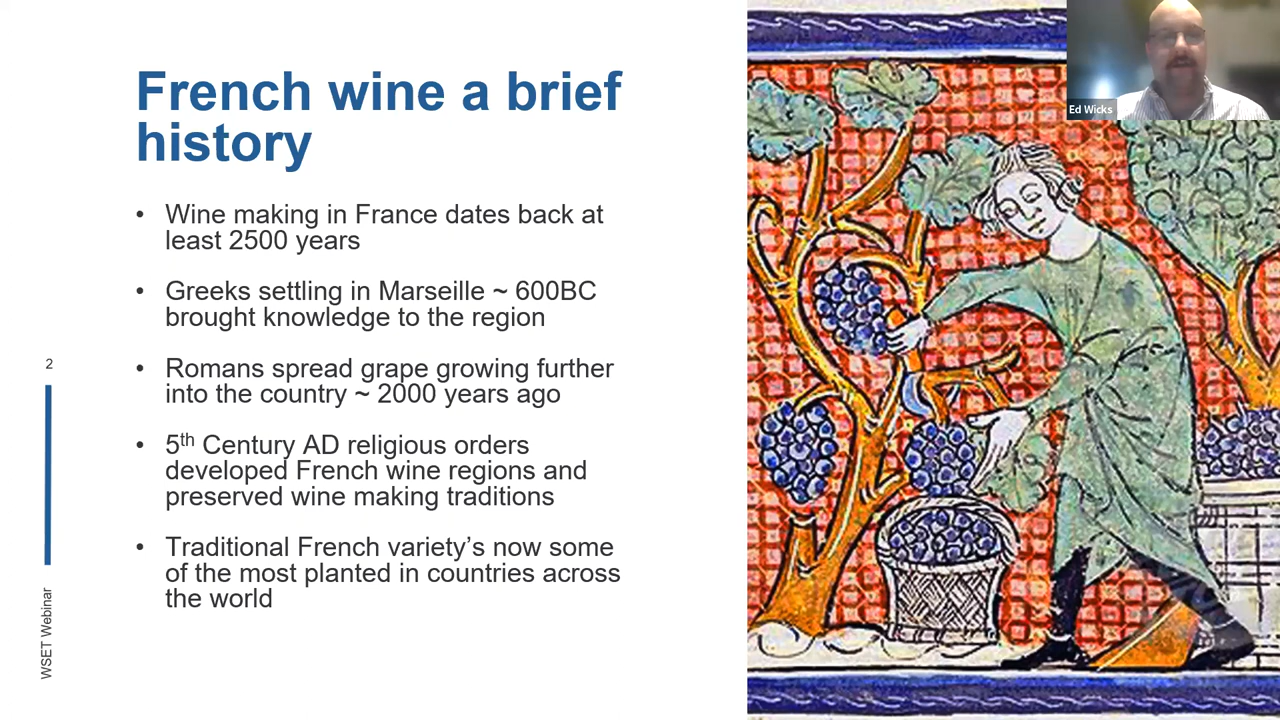 French wine a brief
history
• Wine making in France dates back at
least 2500 years
• Greeks settling in Marseille ~ 600BC
brought knowledge to the region
• Romans spread grape growing further
into the country ~ 2000 years ago
• 5th Century AD religious orders
developed French wine regions and
preserved wine making traditions
• Traditional French variety’s now some
of the most planted in countries across
the world
2
WSET Webinar
Ed Wicks